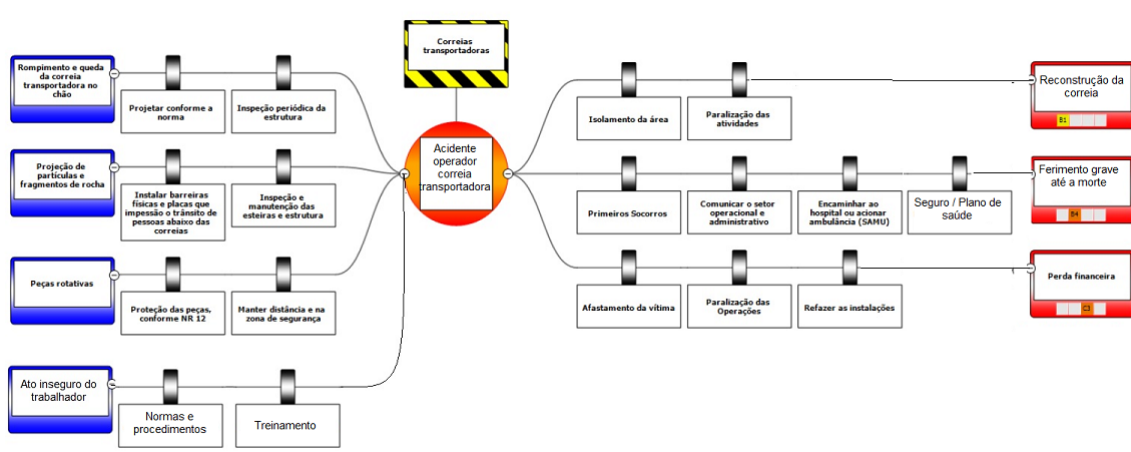 Correias
transportadoras
Rompimento e queda
da correia
transportadora no
chão
Projetar conforme a
norma
Inspeção periódica da
estrutura
Projeção de
partículas e
fragmentos de rocha
Instalar barreiras
físicas e placas que
impessão o trânsito de
pessoas abaixo das
correias
Inspeção e
manutenção das
esteiras e estrutura
Peças rotativas
Proteção das peças,
conforme NR 12
Manter distância e na
zona de segurança
Ato inseguro do
trabalhador
Normas e
procedimentos
Treinamento
Acidente
operador
correia
transportadora
Isolamento da área
Paralização das
atividades
Reconstrução da
correia
B1
Primeiros Socorros
Comunicar o setor
operacional e
administrativo
Encaminhar ao
hospital ou acionar
ambulância (SAMU)
Seguro / Plano de
saúde
Ferimento grave
até a morte
B4
Afastamento da vítima
Paralização das
Operações
Refazer as instalações
Perda financeira
C3